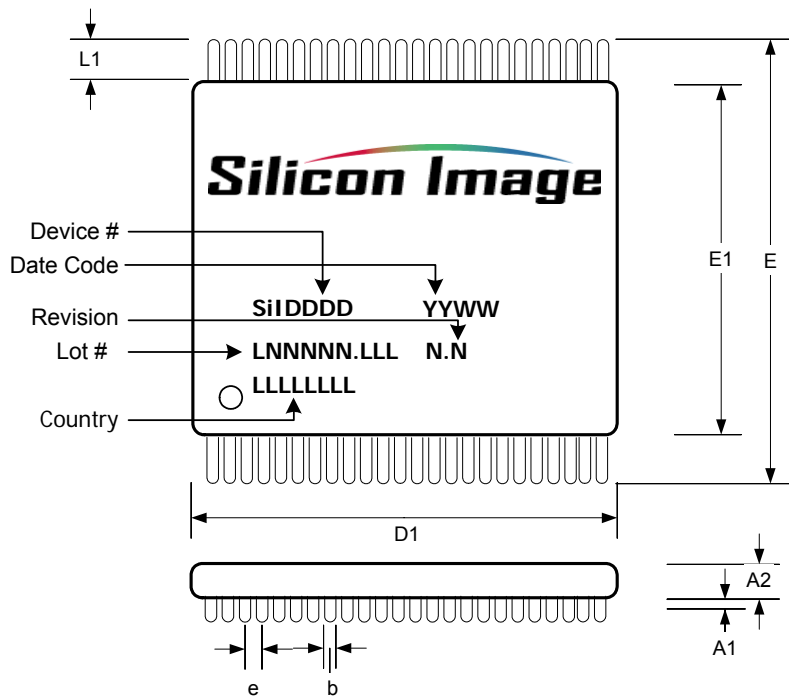 L1
Silicon Image
Device #
Date Code
SiIDDDD YYWW
Revision
Lot #
LNNNNN.LLL N.N
LLLLLLLL
Country
E1
E
D1
A2
A1
e
b